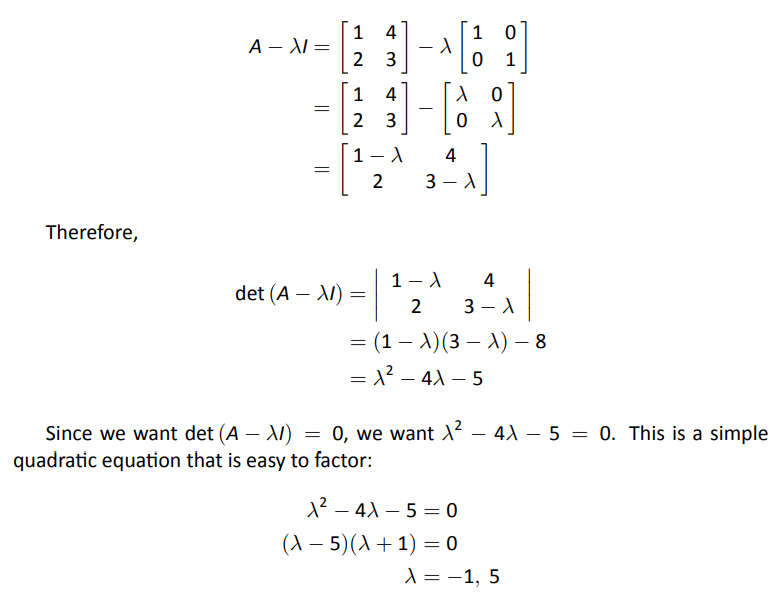 A − λI = [1 4; 2 3] − λ [1 0; 0 1]
= [1 4; 2 3] − [λ 0; 0 λ]
= [1 − λ 4; 2 3 − λ]
Therefore,
det (A − λI) = | 1 − λ 4; 2 3 − λ |
= (1 − λ)(3 − λ) − 8
= λ² − 4λ − 5
Since we want det (A − λI) = 0, we want λ² − 4λ − 5 = 0. This is a simple
quadratic equation that is easy to factor:
λ² − 4λ − 5 = 0
(λ − 5)(λ + 1) = 0
λ = −1, 5